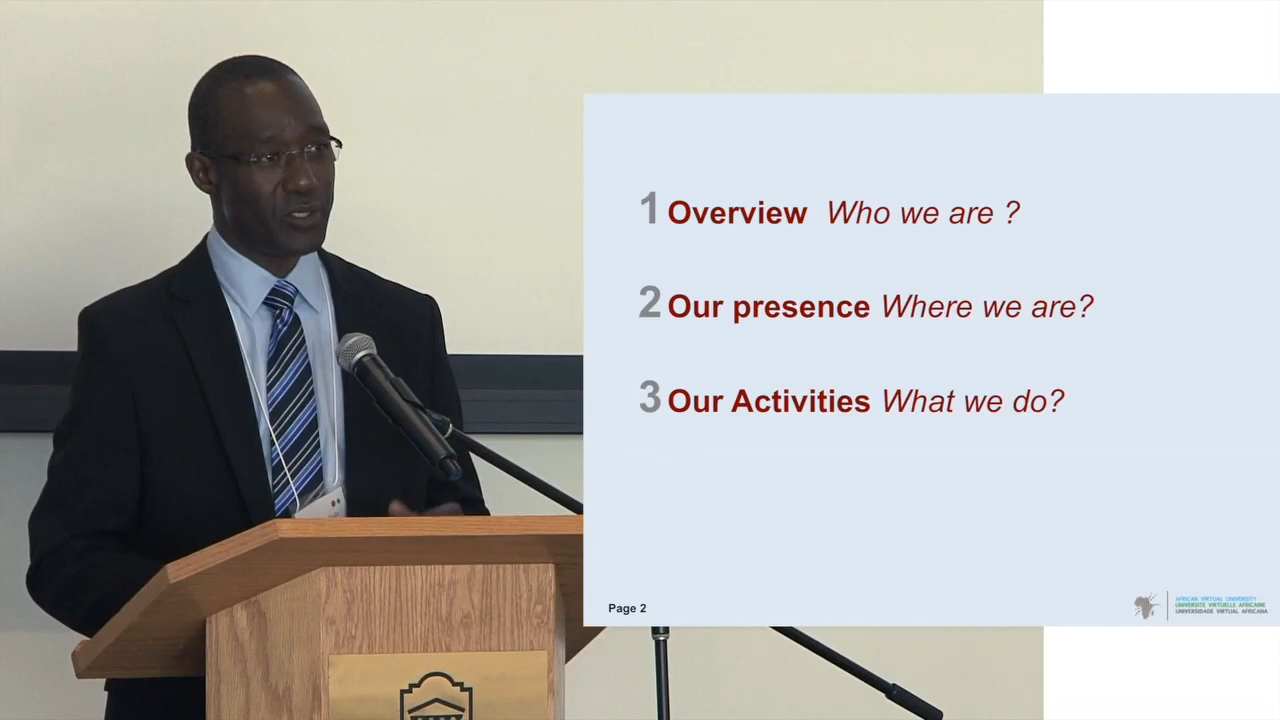 1 Overview Who we are ?
2 Our presence Where we are?
3 Our Activities What we do?
Page 2
AFRICAN VIRTUAL UNIVERSITY
UNIVERSITE VIRTUELLE AFRICAINE
UNIVERSIDADE VIRTUAL AFRICANA